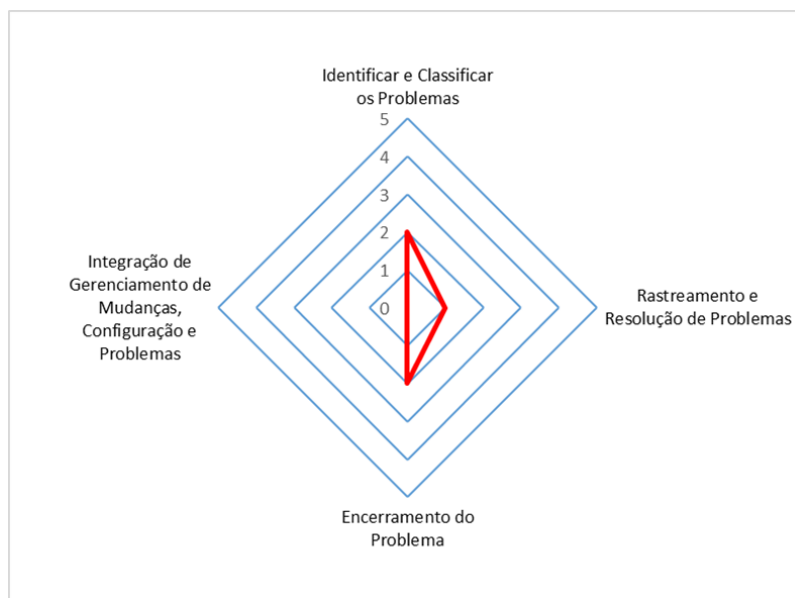 Identificar e Classificar
os Problemas
5
4
3
2
1
0
Integração de
Gerenciamento de
Mudanças,
Configuração e
Problemas
Rastreamento e
Resolução de Problemas
Encerramento do
Problema